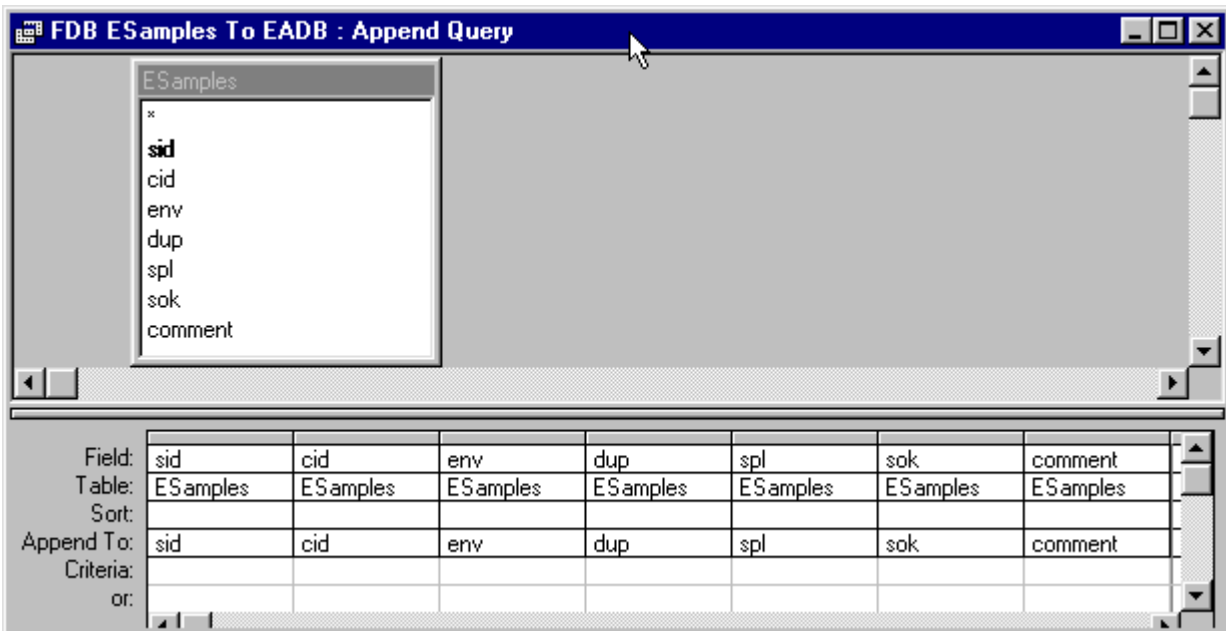 FDB ESamples To EADB : Append Query
ESamples
*
sid
cid
env
dup
spl
sok
comment
Field: sid cid env dup spl sok comment
Table: ESamples ESamples ESamples ESamples ESamples ESamples ESamples
Sort:
Append To: sid cid env dup spl sok comment
Criteria:
or: